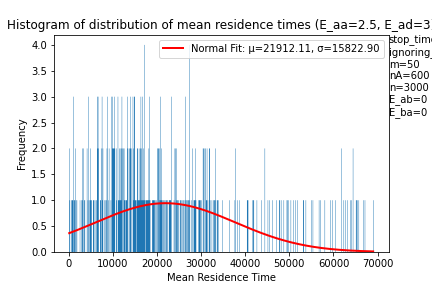 Histogram of distribution of mean residence times (E_aa=2.5, E_ad=3
Normal Fit: μ=21912.11, σ=15822.90
stop_time
ignoring_
m=50
nA=600
n=3000
E_ab=0
E_ba=0
Frequency
4.0
3.5
3.0
2.5
2.0
1.5
1.0
0.5
0.0
0 10000 20000 30000 40000 50000 60000 70000
Mean Residence Time